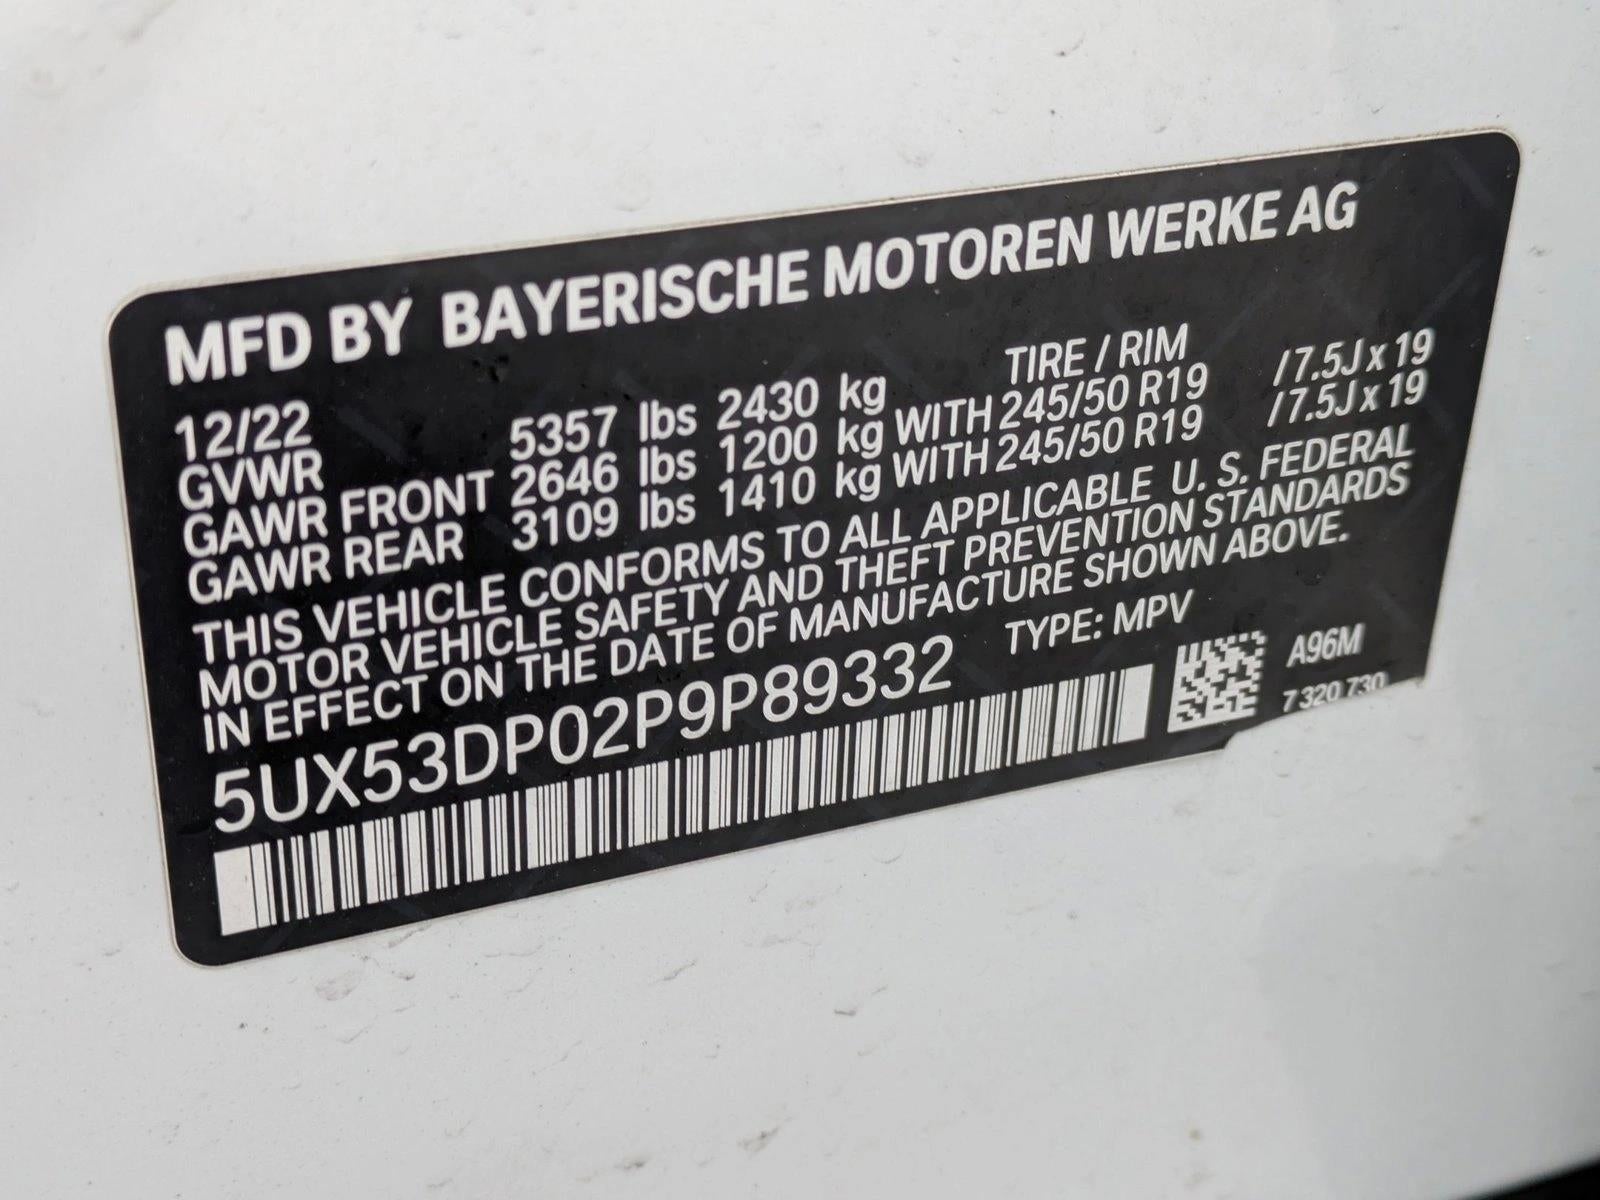 MFD BY BAYERISCHE MOTOREN WERKE AG
12/22 TIRE / RIM
GVWR 5357 lbs 2430 kg
GAWR FRONT 2646 lbs 1200 kg WITH 245/50 R19 /7.5J x 19
GAWR REAR 3109 lbs 1410 kg WITH 245/50 R19 /7.5J x 19
THIS VEHICLE CONFORMS TO ALL APPLICABLE U. S. FEDERAL
MOTOR VEHICLE SAFETY AND THEFT PREVENTION STANDARDS
IN EFFECT ON THE DATE OF MANUFACTURE SHOWN ABOVE.
5UX53DP02P9P89332 TYPE: MPV
A96M
7 320 730